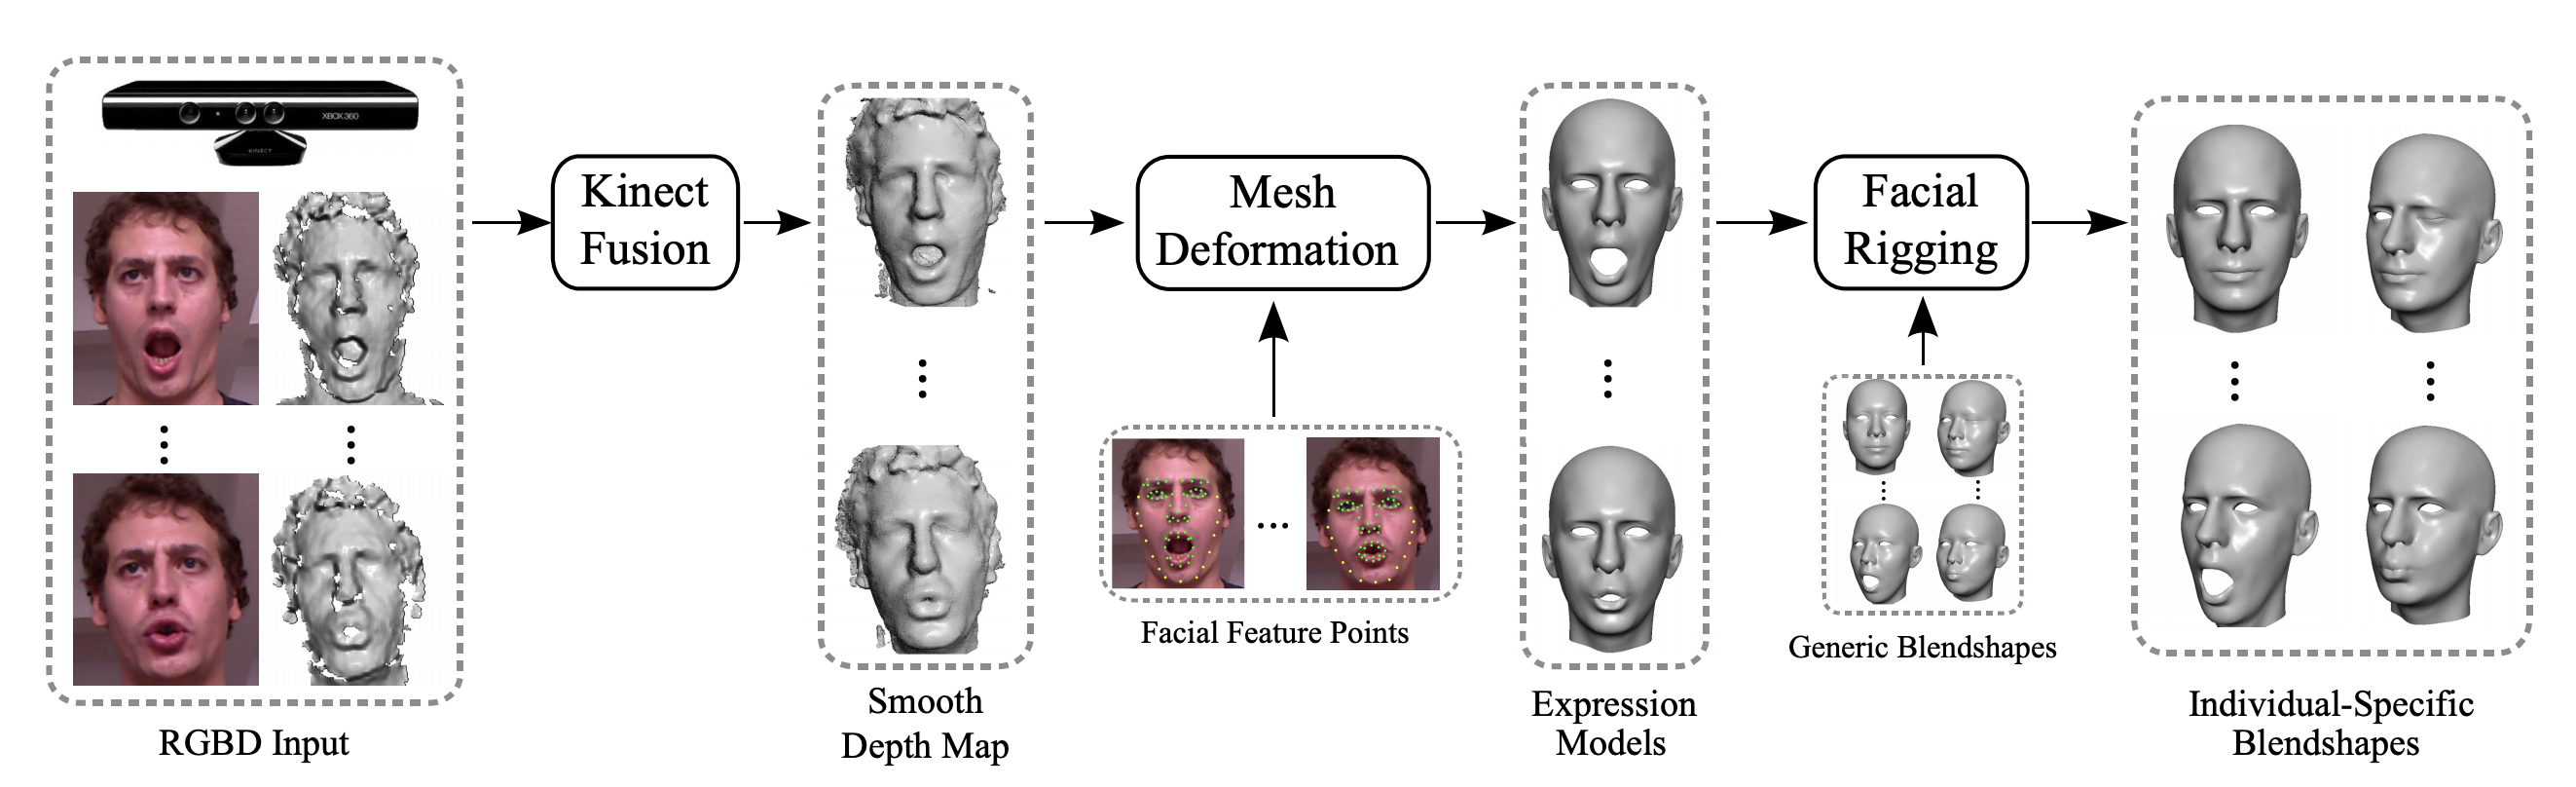 XBOX 360
KINECT
RGBD Input
Kinect
Fusion
Smooth
Depth Map
Mesh
Deformation
Facial Feature Points
Expression
Models
Facial
Rigging
Generic Blendshapes
Individual-Specific
Blendshapes